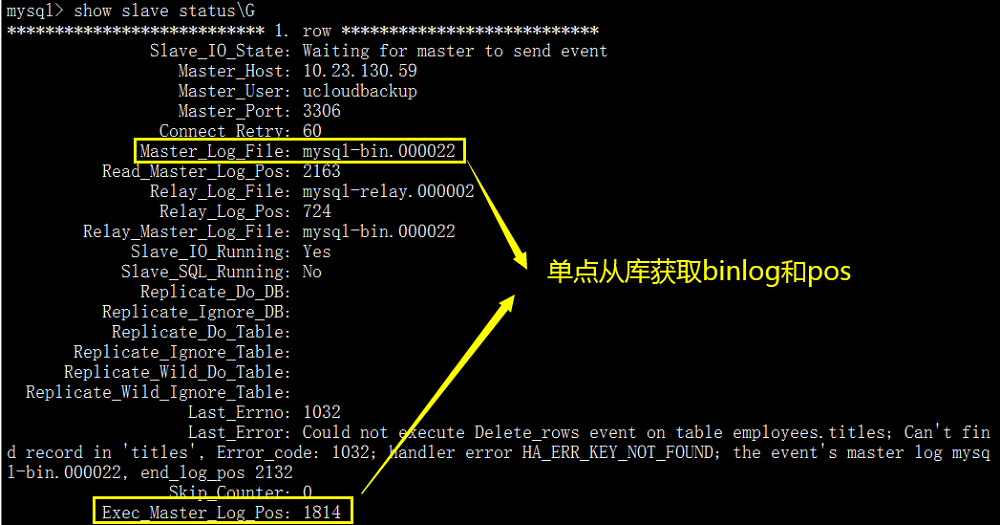 mysql> show slave status\G
*************************** 1. row ***************************
Slave_IO_State: Waiting for master to send event
Master_Host: 10.23.130.59
Master_User: ucloudbackup
Master_Port: 3306
Connect_Retry: 60
Master_Log_File: mysql-bin.000022
Read_Master_Log_Pos: 2163
Relay_Log_File: mysql-relay.000002
Relay_Log_Pos: 724
Relay_Master_Log_File: mysql-bin.000022
Slave_IO_Running: Yes
单点从库获取binlog和pos
Slave_SQL_Running: No
Replicate_Do_DB:
Replicate_Ignore_DB:
Replicate_Do_Table:
Replicate_Ignore_Table:
Replicate_Wild_Do_Table:
Replicate_Wild_Ignore_Table:
Last_Errno: 1032
Last_Error: Could not execute Delete_rows event on table employees.titles; Can't fin
d record in 'titles', Error_code: 1032; handler error HA_ERR_KEY_NOT_FOUND; the event's master log mysq
l-bin.000022, end_log_pos 2132
Skip_Counter: 0
Exec_Master_Log_Pos: 1814